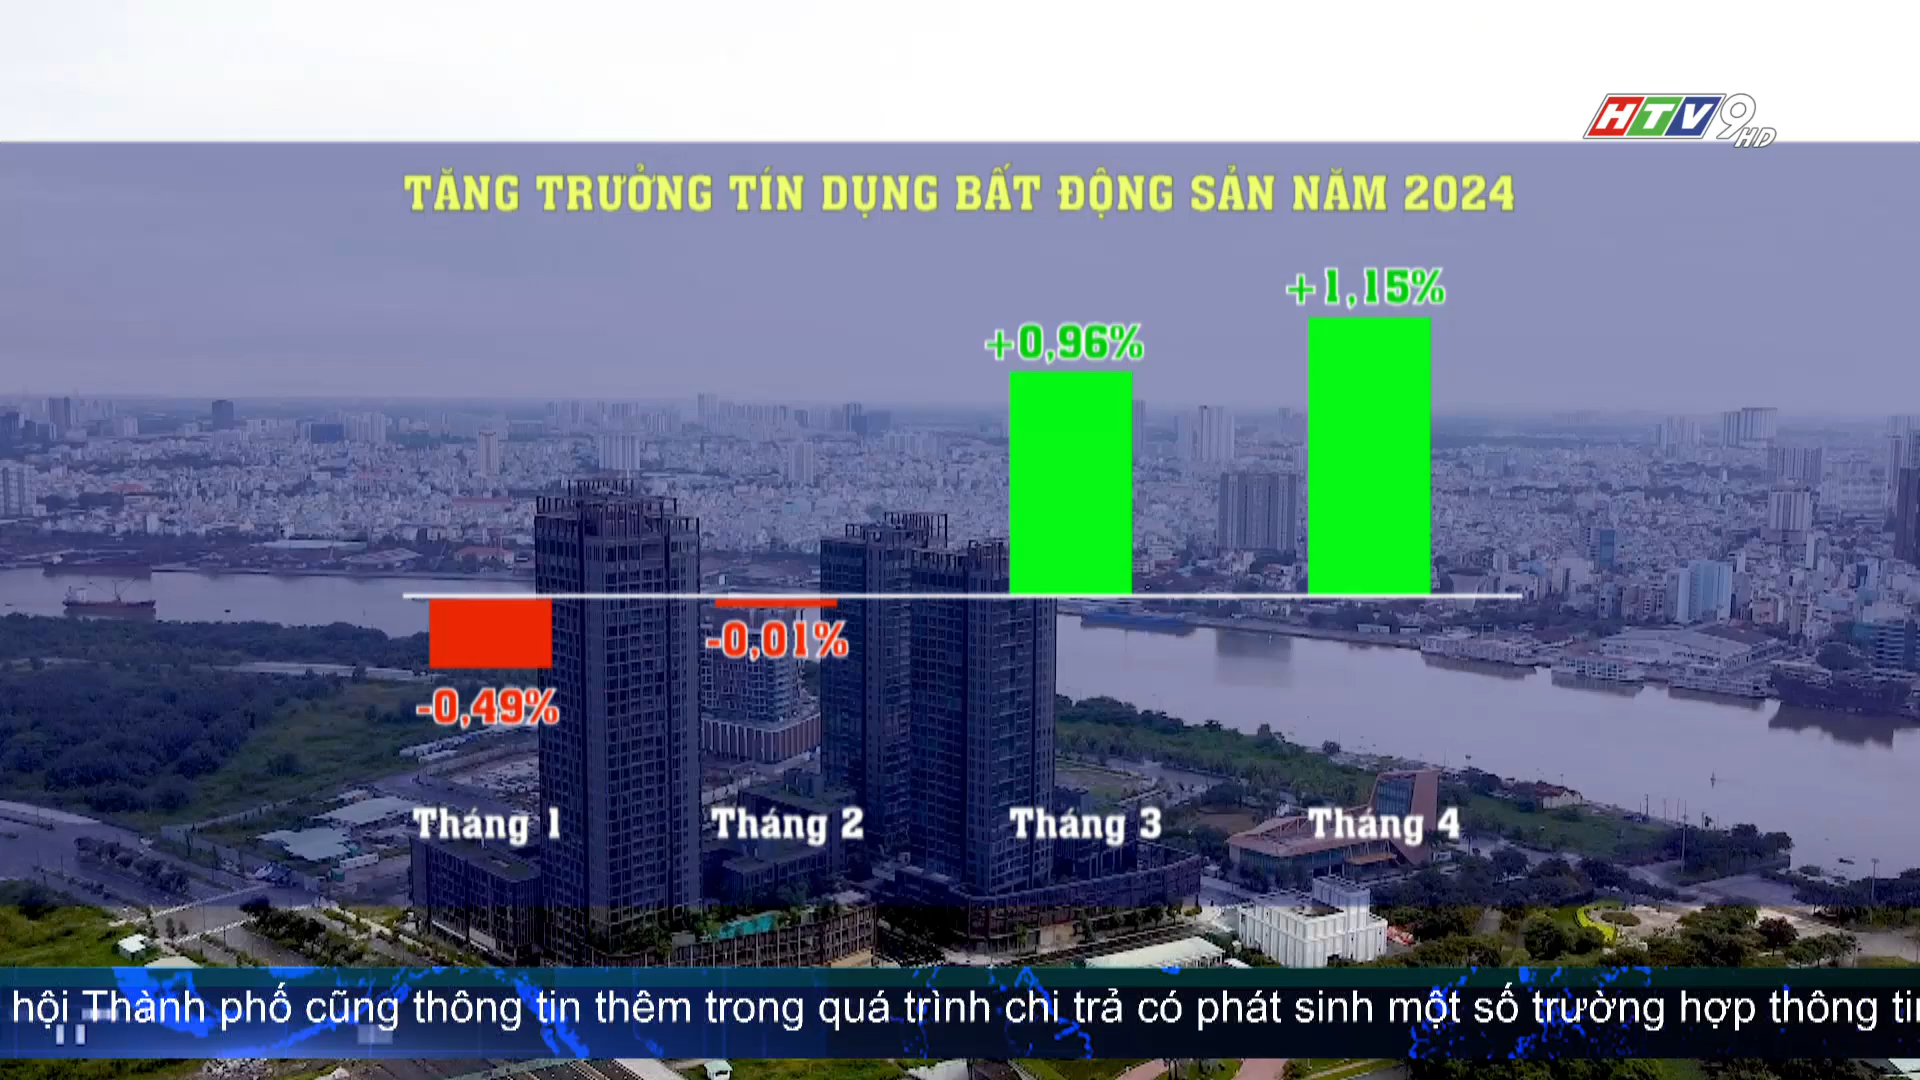 HTV9 HD
TĂNG TRƯỞNG TÍN DỤNG BẤT ĐỘNG SẢN NĂM 2024
+1,15%
+0,96%
-0,01%
-0,49%
Tháng 1 Tháng 2 Tháng 3 Tháng 4
hội Thành phố cũng thông tin thêm trong quá trình chi trả có phát sinh một số trường hợp thông tin